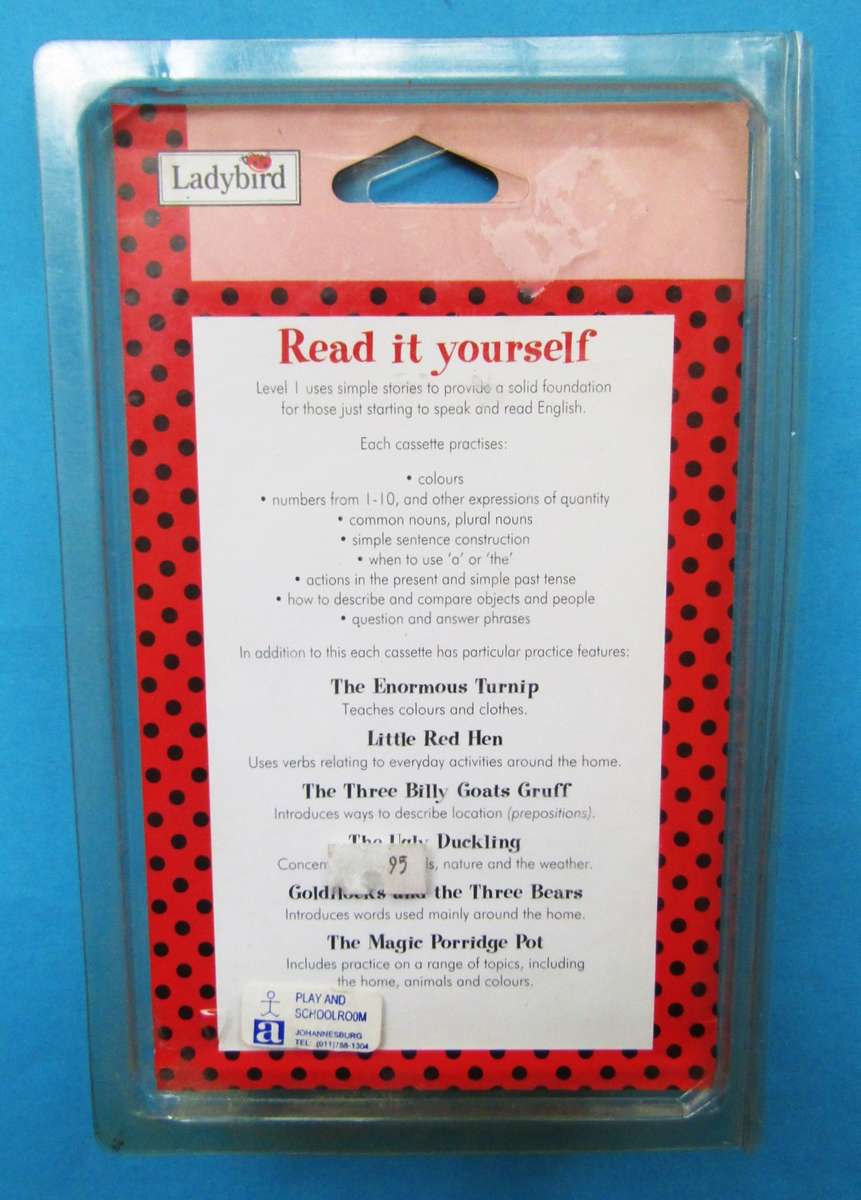 Ladybird
Read it yourself
Level 1 uses simple stories to provide a solid foundation
for those just starting to speak and read English.
Each cassette practises:
• colours
• numbers from 1-10, and other expressions of quantity
• common nouns, plural nouns
• simple sentence construction
• when to use 'a' or 'the'
• actions in the present and simple past tense
• how to describe and compare objects and people
• question and answer phrases
In addition to this each cassette has particular practice features:
The Enormous Turnip
Teaches colours and clothes.
Little Red Hen
Uses verbs relating to everyday activities around the home.
The Three Billy Goats Gruff
Introduces ways to describe location (prepositions).
The Ugly Duckling
nature and the weather.
95
Goldilocks and the Three Bears
Introduces words used mainly around the home.
The Magic Porridge Pot
Includes practice on a range of topics, including
the home, animals and colours.
PLAY AND
SCHOOLROOM
a
JOHANNESBURG
TEL: (011)788-1304